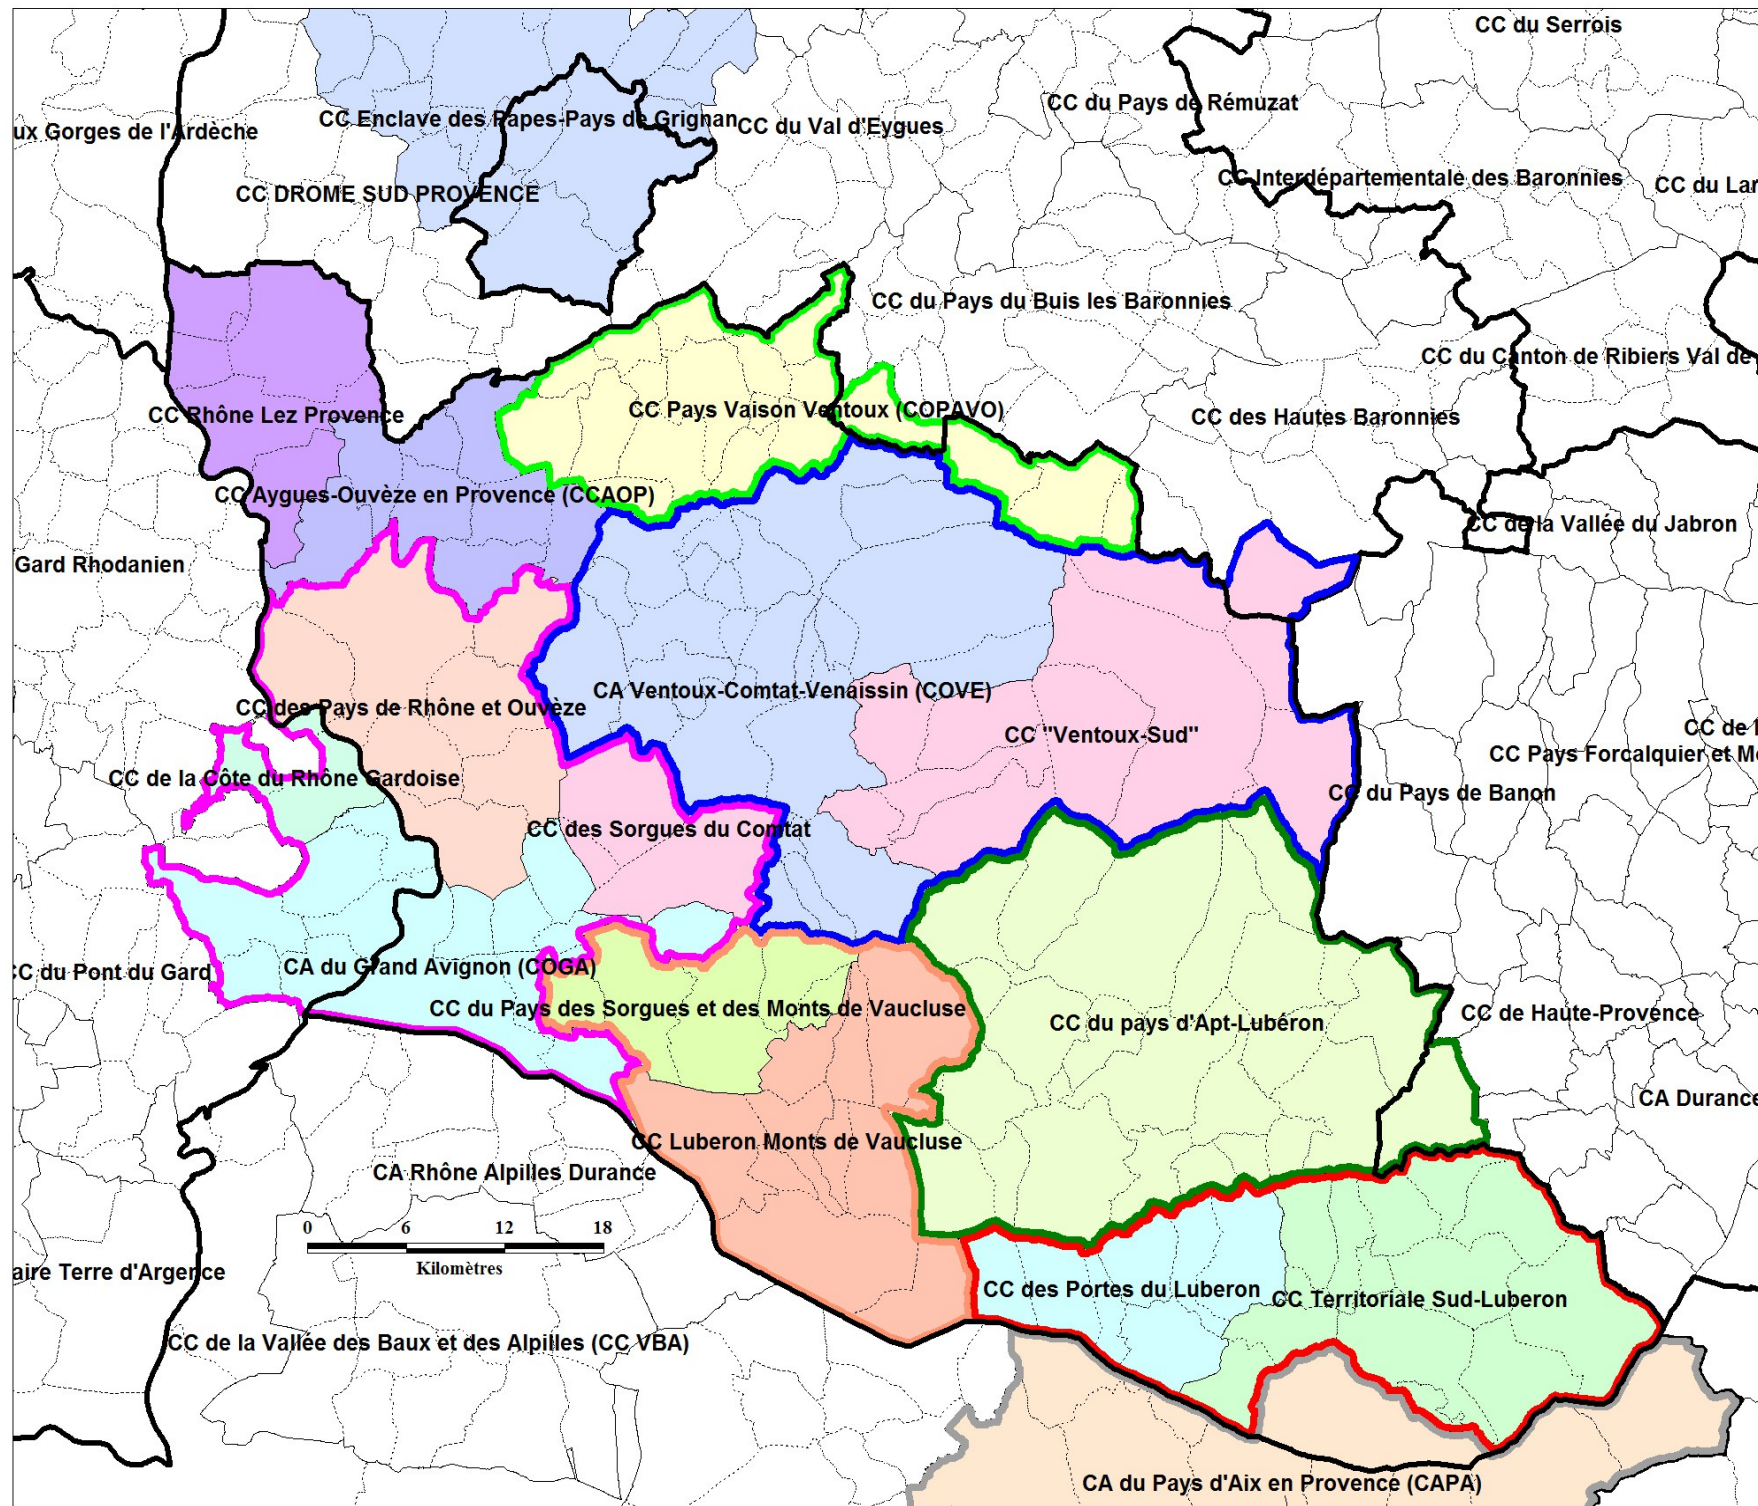 CC du Serrois
CC du Pays de Rémuzat
CC Enclave des Papes-Pays de Grignan
CC du Val d'Eygues
ux Gorges de l'Ardèche
CC Interdépartementale des Baronnies
CC du Lar
CC DROME SUD PROVENCE
CC du Pays du Buis les Baronnies
CC du Canton de Ribiers Val de
CC Rhône Lez Provence
CC Pays Vaison Ventoux (COPAVO)
CC des Hautes Baronnies
CC Aygues-Ouvèze en Provence (CCAOP)
CC de la Vallée du Jabron
Gard Rhodanien
CA Ventoux-Comtat-Venaissin (COVE)
CC des Pays de Rhône et Ouvèze
CC "Ventoux-Sud"
CC de
CC Pays Forcalquier et Mo
CC de la Côte du Rhône Gardoise
CC du Pays de Banon
CC des Sorgues du Comtat
CC du Pont du Gard
CA du Grand Avignon (COGA)
CC du Pays des Sorgues et des Monts de Vaucluse
CC du pays d'Apt-Lubéron
CC de Haute-Provence
CA Durance
CC Luberon Monts de Vaucluse
CA Rhône Alpilles Durance
0 6 12 18
Kilomètres
aire Terre d'Argence
CC des Portes du Luberon
CC Territoriale Sud-Luberon
CC de la Vallée des Baux et des Alpilles (CC VBA)
CA du Pays d'Aix en Provence (CAPA)